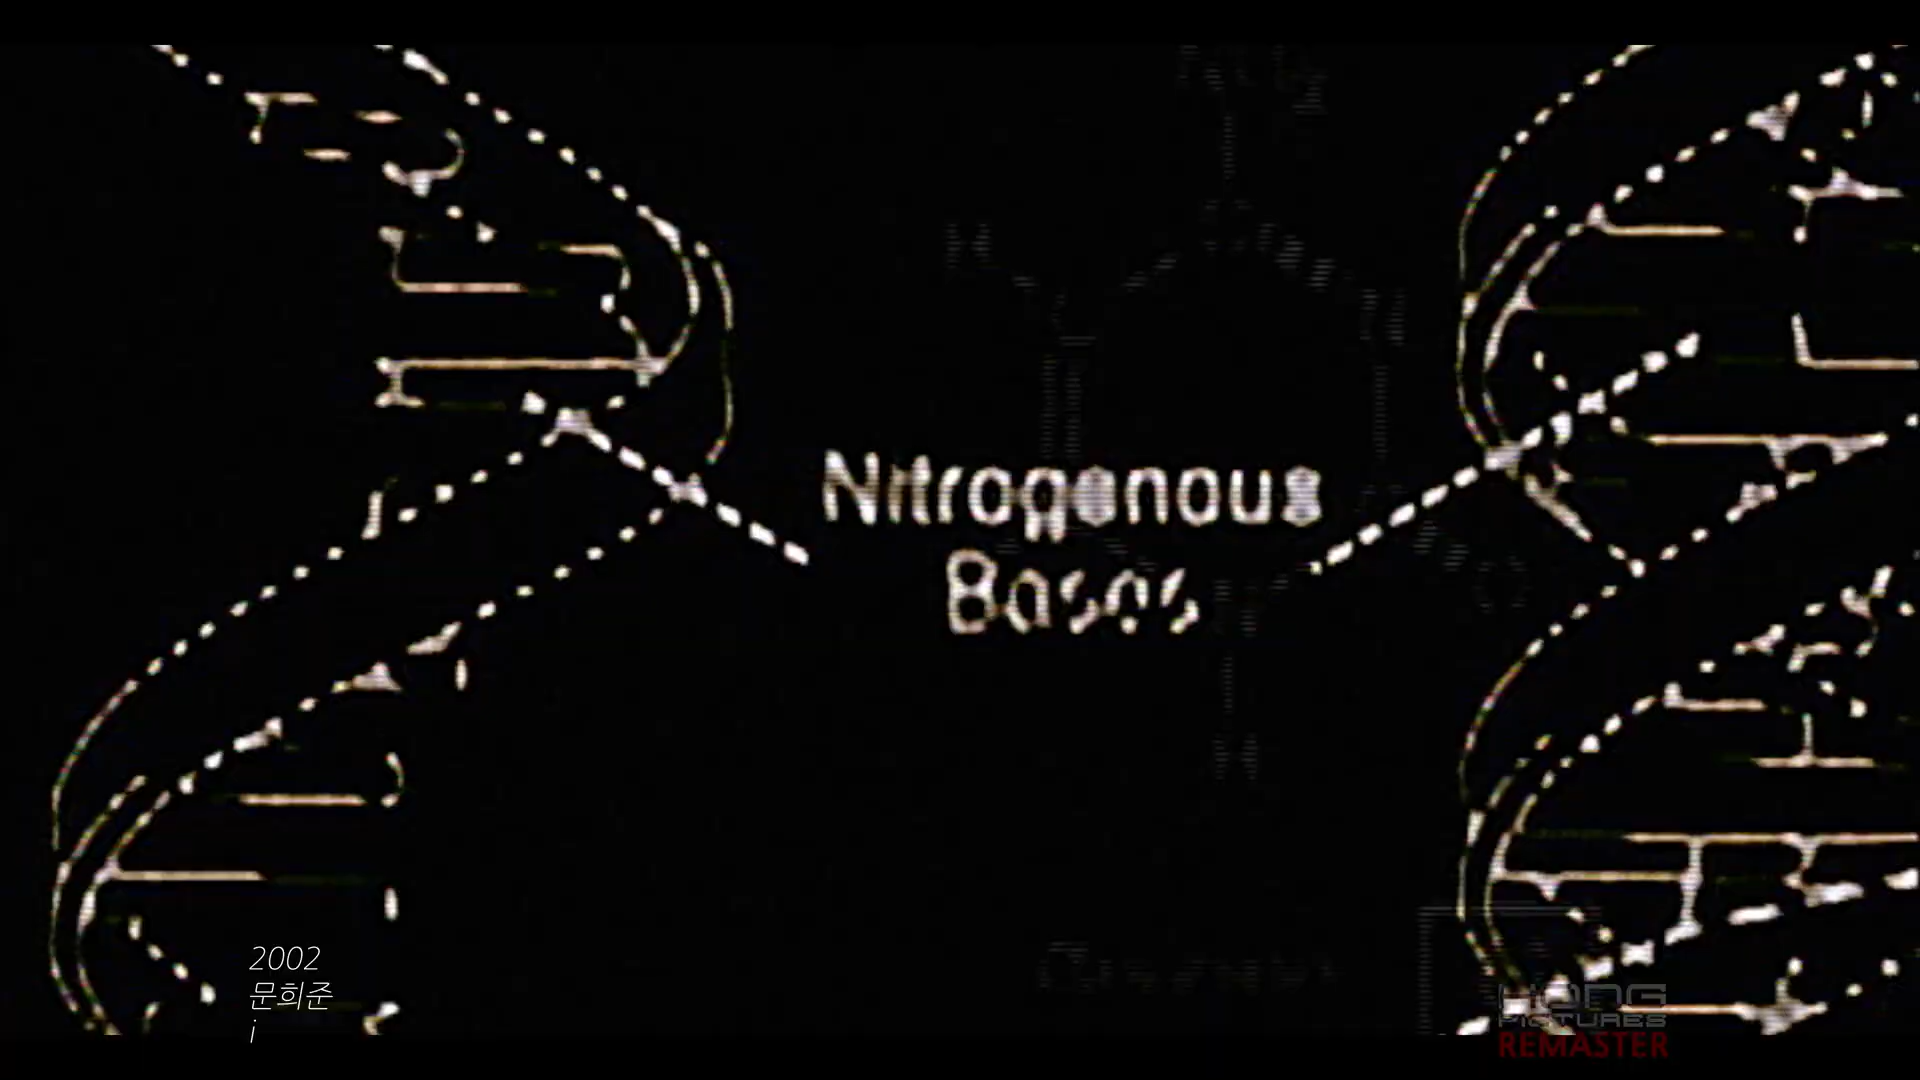 Nitrogenous
Bases
2002
문희준
i
HONG
PICTURES
REMASTER